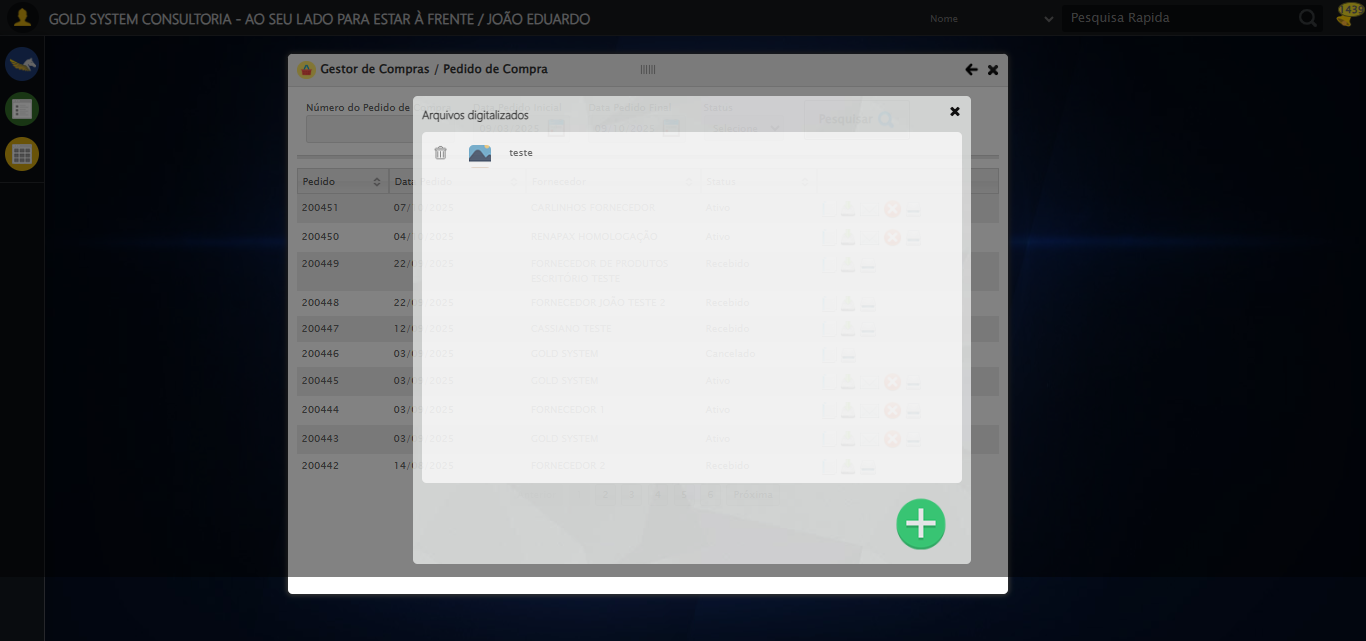 GOLD SYSTEM CONSULTORIA - AO SEU LADO PARA ESTAR À FRENTE / JOÃO EDUARDO
Nome
Pesquisa Rapida
1439
Gestor de Compras / Pedido de Compra
Número do Pedido de
Data Pedido Final
Status
Arquivos digitalizados
Pesquisar
teste
Pedido
Data Pedido
Fornecedor
Status
200451
CARLINHOS FORNECEDOR
Ativo
200450
RENAPAX HOMOLOGAÇÃO
Ativo
200449
FORNECEDOR DE PRODUTOS
Recebido
ESCRITORIO TESTE
200448
FORNECEDOR JOÃO TESTE 2
Recebido
200447
CASSINHO TESTE
Recebido
200446
GOLD SYSTEM
Cancelado
200445
GOLD SYSTEM
Ativo
200444
FORNECEDOR 1
Ativo
200443
GOLD SYSTEM
Ativo
200442
FORNECEDOR 2
Recebido
Próxima